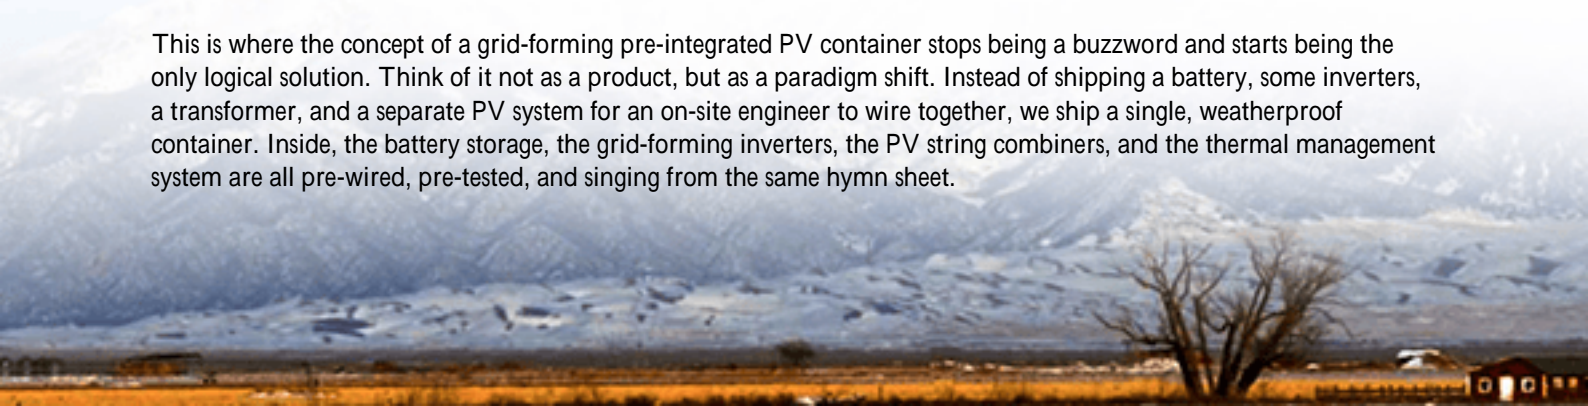 This is where the concept of a grid-forming pre-integrated PV container stops being a buzzword and starts being the
only logical solution. Think of it not as a product, but as a paradigm shift. Instead of shipping a battery, some inverters,
a transformer, and a separate PV system for an on-site engineer to wire together, we ship a single, weatherproof
container. Inside, the battery storage, the grid-forming inverters, the PV string combiners, and the thermal management
system are all pre-wired, pre-tested, and singing from the same hymn sheet.